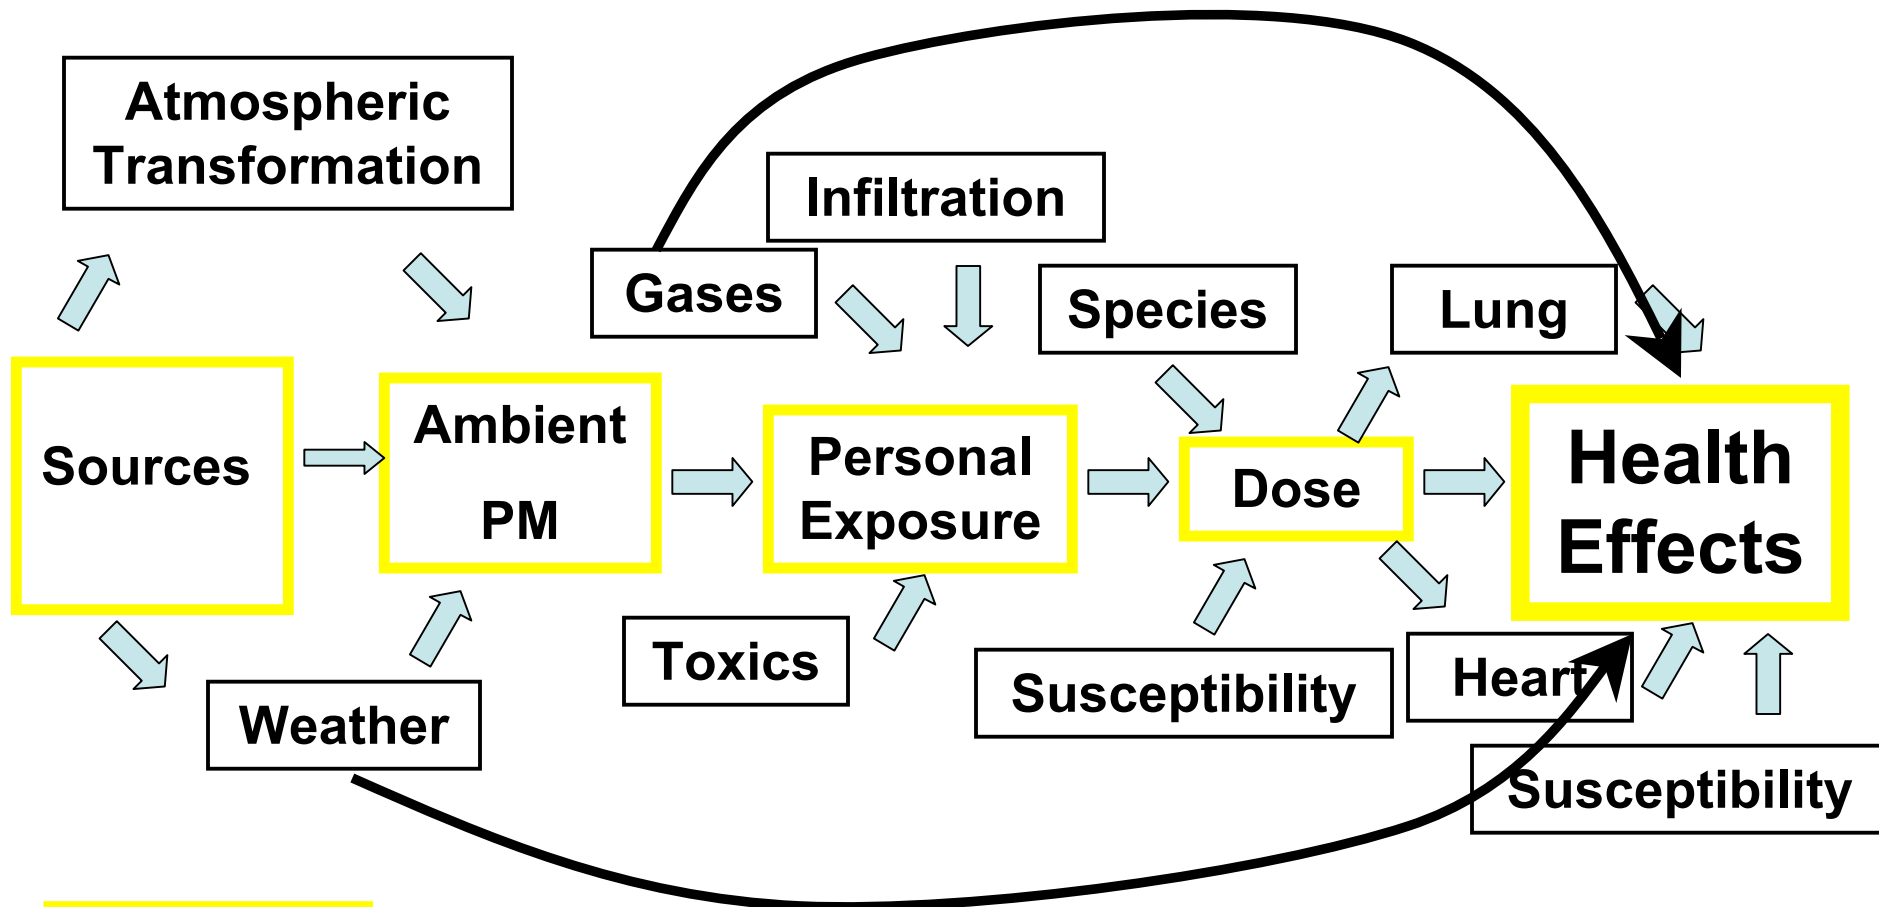 Atmospheric
Transformation
Infiltration
Gases
Species
Lung
Sources
Ambient
PM
Personal
Exposure
Dose
Health
Effects
Toxics
Susceptibility
Heart
Weather
Susceptibility